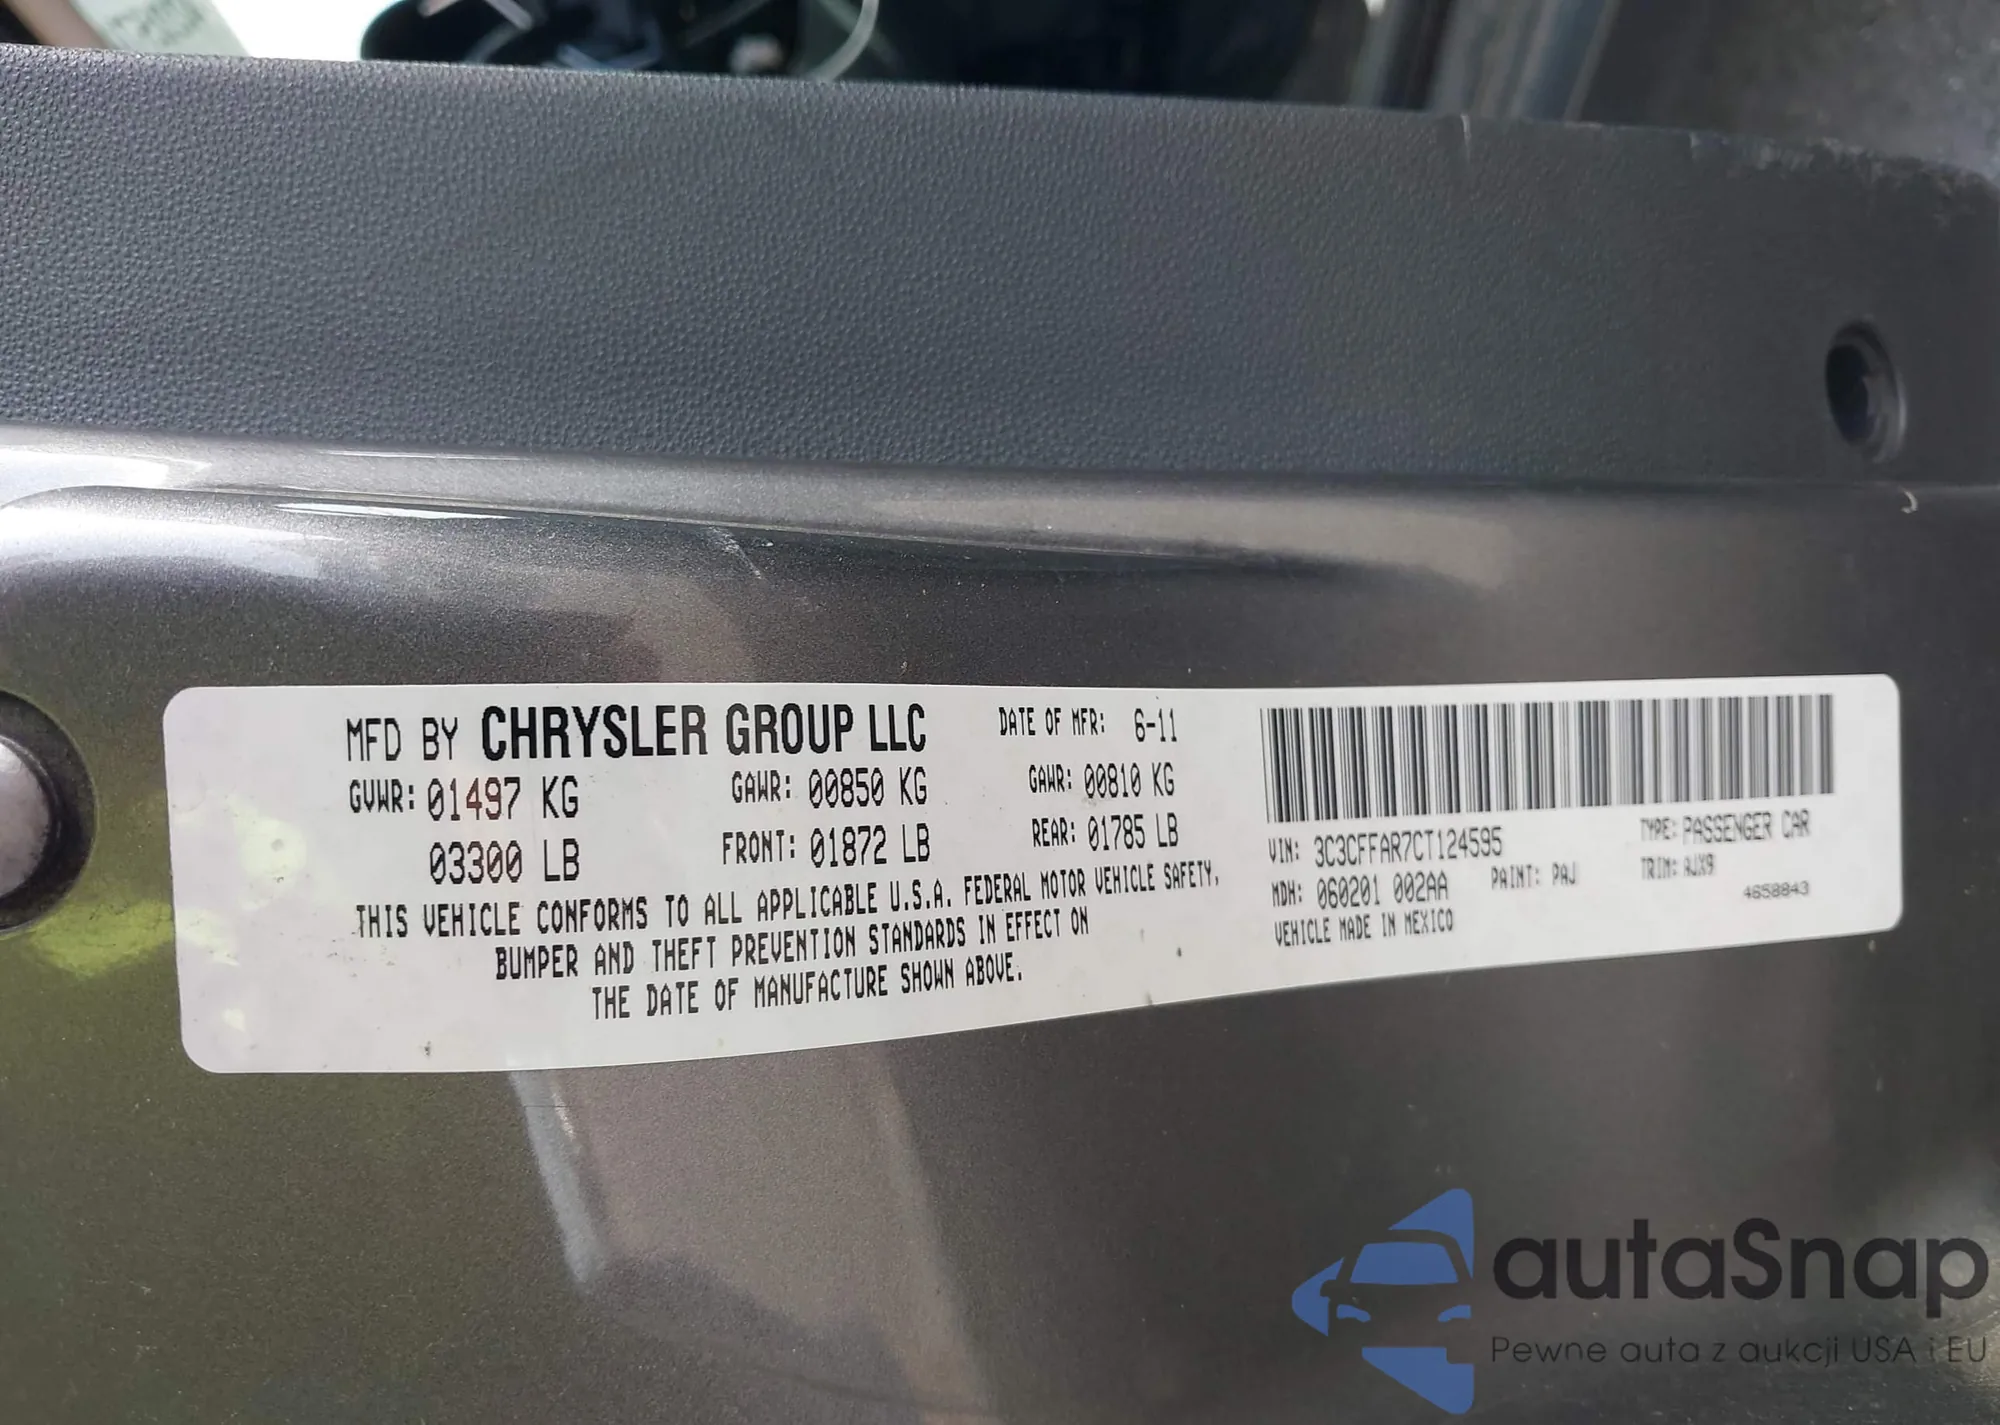 MFD BY CHRYSLER GROUP LLC
DATE OF MFR: 6-11
GVWR: 01497 KG
GAWR: 00850 KG
GAWR: 00810 KG
03300 LB
FRONT: 01872 LB
REAR: 01785 LB
THIS VEHICLE CONFORMS TO ALL APPLICABLE U.S.A. FEDERAL MOTOR VEHICLE SAFETY,
BUMPER AND THEFT PREVENTION STANDARDS IN EFFECT ON
THE DATE OF MANUFACTURE SHOWN ABOVE.
VIN: 3C3CFFAR7CT124595
TYPE: PASSENGER CAR
MDH: 060201 002AA
PAINT: PAJ
TRIM: AJX9
VEHICLE MADE IN MEXICO
4658843
autaSnap
Pewne auta z aukcji USA i EU